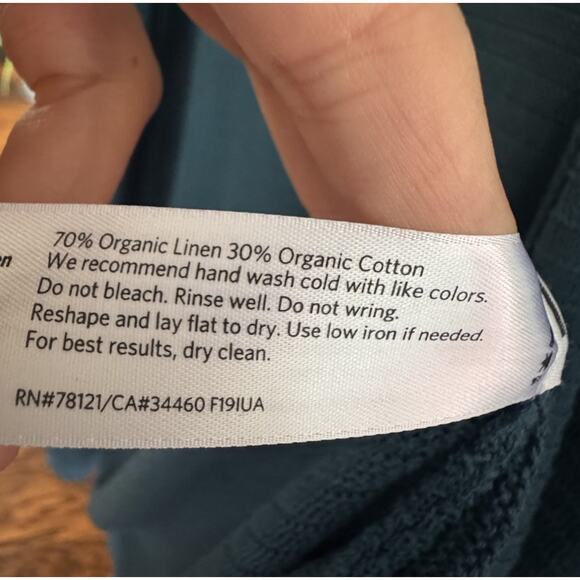 70% Organic Linen 30% Organic Cotton
We recommend hand wash cold with like colors.
Do not bleach. Rinse well. Do not wring.
Reshape and lay flat to dry. Use low iron if needed.
For best results, dry clean.
RN#78121/CA#34460 F19IUA